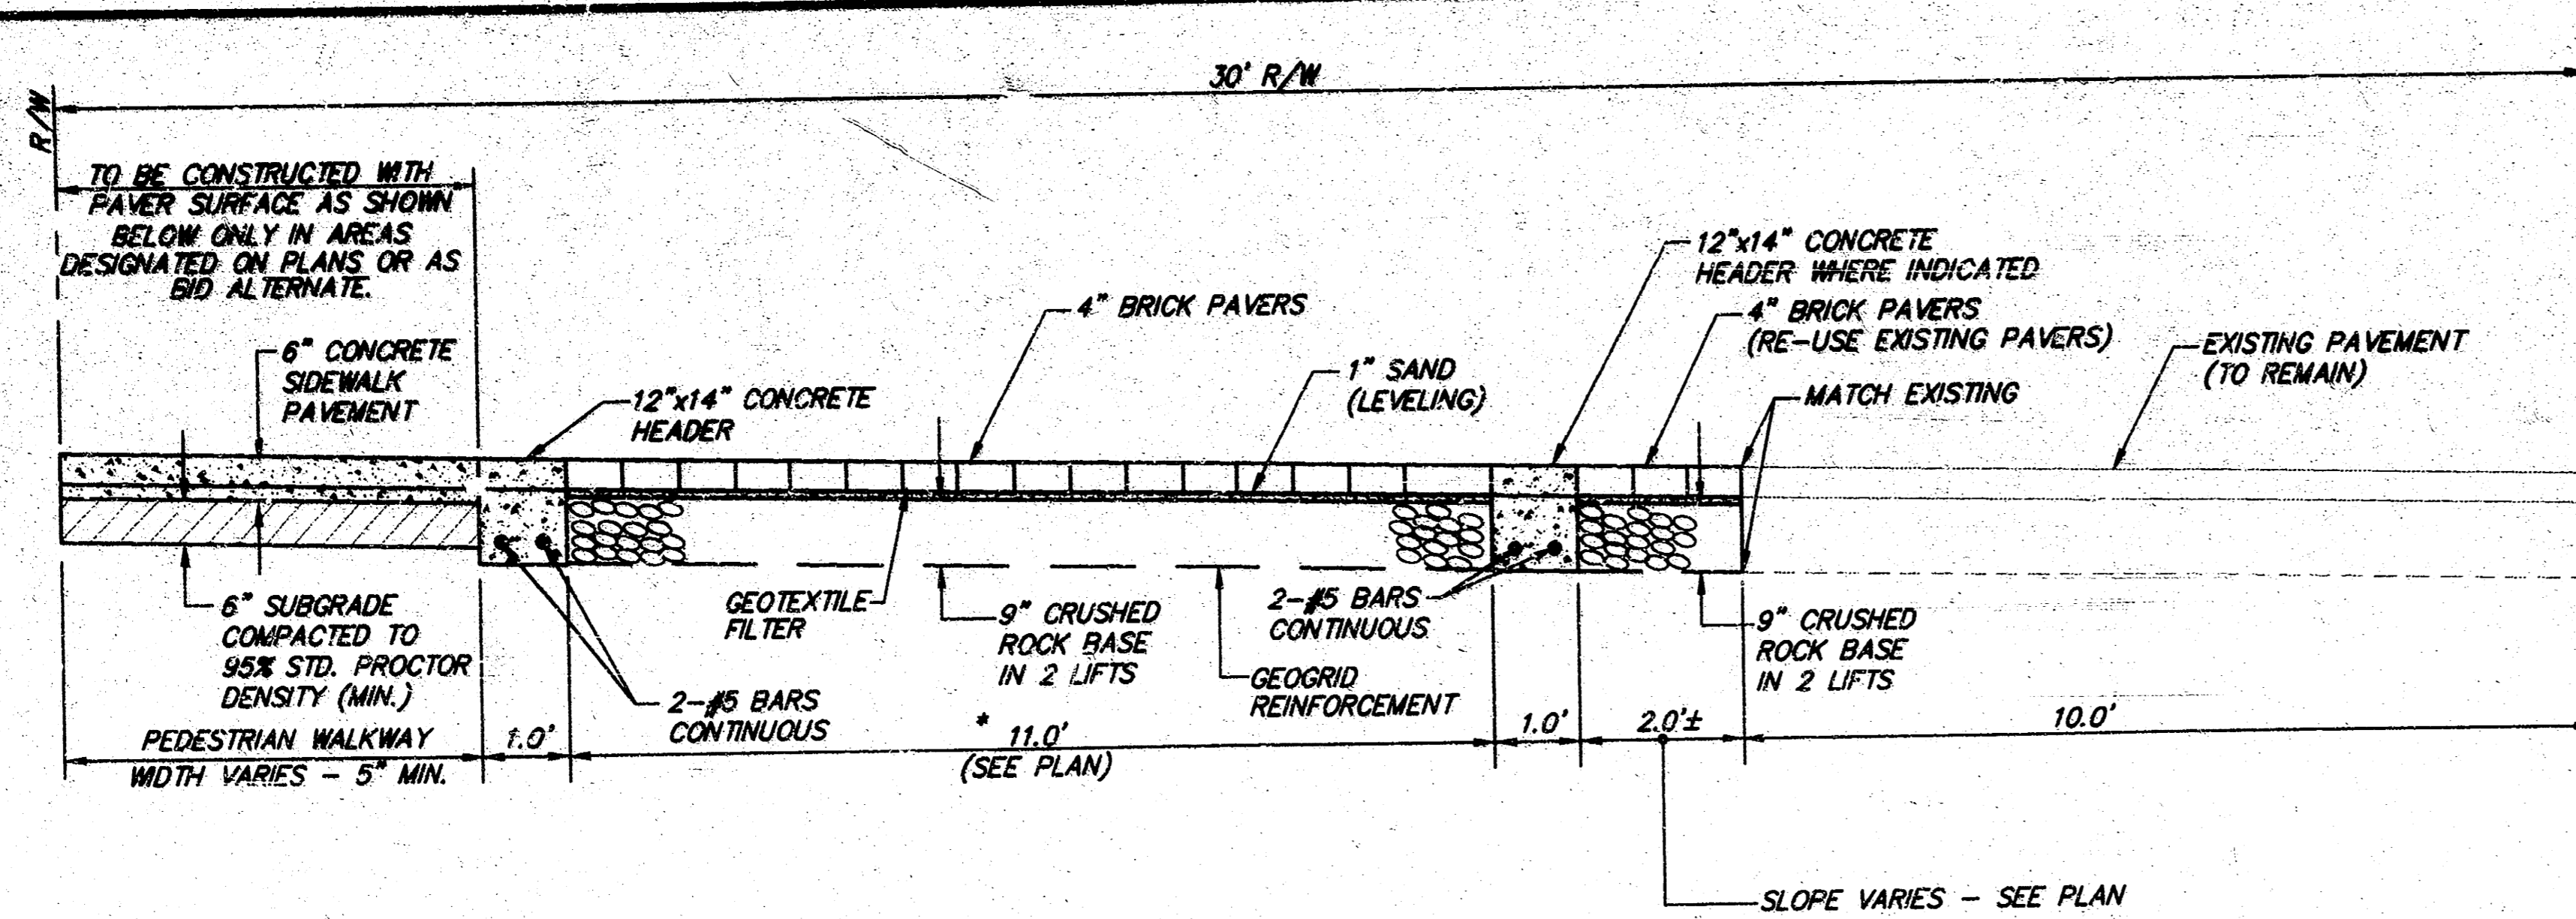 30' R/W
R/W
TO BE CONSTRUCTED WITH
PAVER SURFACE AS SHOWN
BELOW ONLY IN AREAS
DESIGNATED ON PLANS OR AS
BID ALTERNATE.
12"x14" CONCRETE
HEADER WHERE INDICATED
4" BRICK PAVERS
4" BRICK PAVERS
(RE-USE EXISTING PAVERS)
EXISTING PAVEMENT
(TO REMAIN)
6" CONCRETE
SIDEWALK
PAVEMENT
1" SAND
(LEVELING)
12"x14" CONCRETE
HEADER
MATCH EXISTING
6" SUBGRADE
COMPACTED TO
95% STD. PROCTOR
DENSITY (MIN.)
GEOTEXTILE
FILTER
9" CRUSHED
ROCK BASE
IN 2 LIFTS
2-#5 BARS
CONTINUOUS
9" CRUSHED
ROCK BASE
IN 2 LIFTS
2-#5 BARS
CONTINUOUS
GEOGRID
REINFORCEMENT
PEDESTRIAN WALKWAY
WIDTH VARIES - 5" MIN.
1.0'
* 11.0'
(SEE PLAN)
1.0'
2.0'±
10.0'
SLOPE VARIES - SEE PLAN